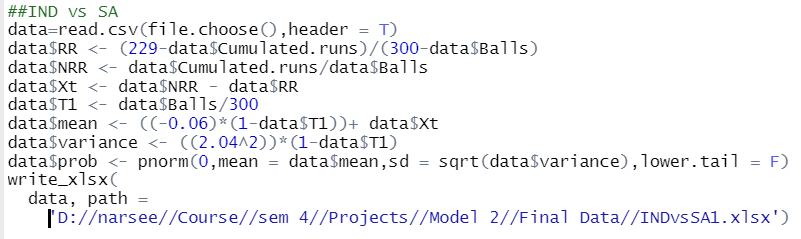 ##IND vs SA
data=read.csv(file.choose(),header = T)
data$RR <- (229-data$Cumulated.runs)/(300-data$Balls)
data$NRR <- data$Cumulated.runs/data$Balls
data$Xt <- data$NRR - data$RR
data$T1 <- data$Balls/300
data$mean <- ((-0.06)*(1-data$T1))+ data$Xt
data$variance <- ((2.04^2))*(1-data$T1)
data$prob <- pnorm(0,mean = data$mean,sd = sqrt(data$variance),lower.tail = F)
write_xlsx(
  data, path =
    'D://narsee//Course//sem 4//Projects//Model 2//Final Data//INDvsSA1.xlsx')